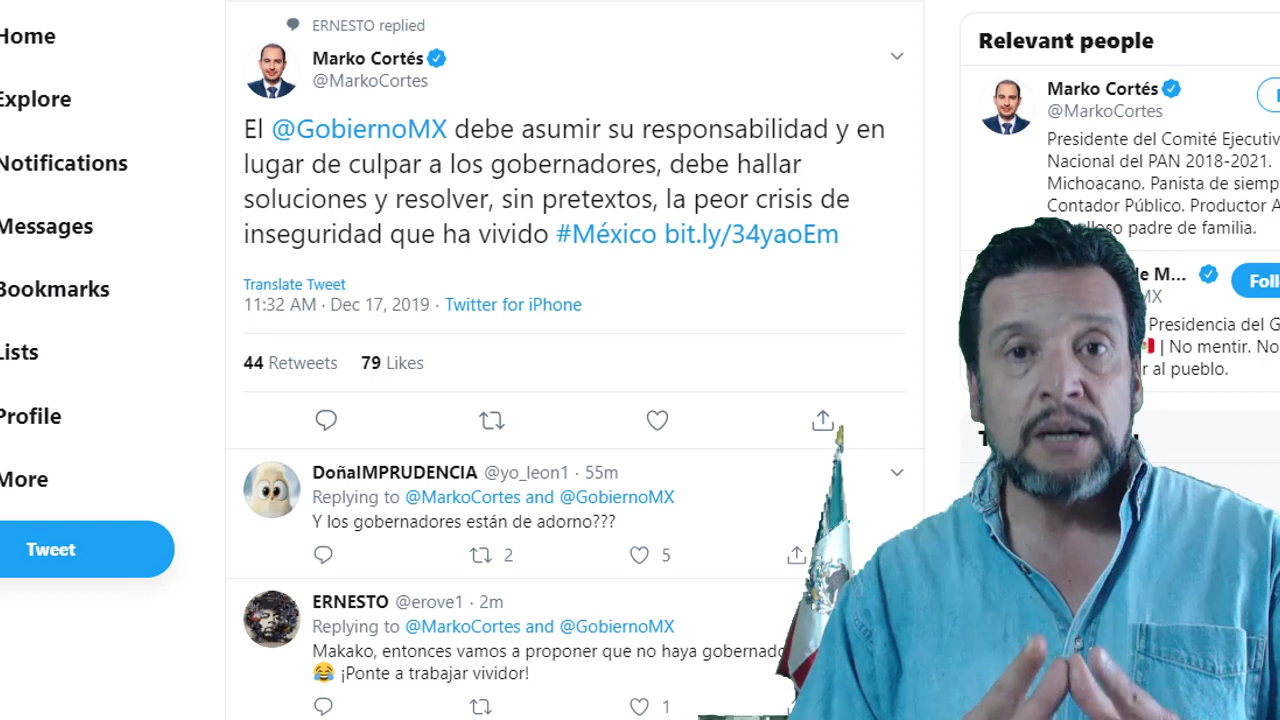 Home
Explore
Notifications
Messages
Bookmarks
Lists
Profile
More
Tweet
ERNESTO replied
Marko Cortés
@MarkoCortes
El @GobiernoMX debe asumir su responsabilidad y en
lugar de culpar a los gobernadores, debe hallar
soluciones y resolver, sin pretextos, la peor crisis de
inseguridad que ha vivido #México bit.ly/34yaoEm
Translate Tweet
11:32 AM · Dec 17, 2019 · Twitter for iPhone
44 Retweets 79 Likes
DoñaIMPRUDENCIA @yo_leon1 · 55m
Replying to @MarkoCortes and @GobiernoMX
Y los gobernadores están de adorno???
2 5
ERNESTO @erove1 · 2m
Replying to @MarkoCortes and @GobiernoMX
Makako, entonces vamos a proponer que no haya gobernado
😂 ¡Ponte a trabajar vividor!
1
Relevant people
Marko Cortés
@MarkoCortes
Presidente del Comité Ejecutiv
Nacional del PAN 2018-2021.
Michoacano. Panista de siemp
Contador Público. Productor A
lloso padre de familia.
de M...
MX
Foll
Presidencia del G
| No mentir. No
r al pueblo.